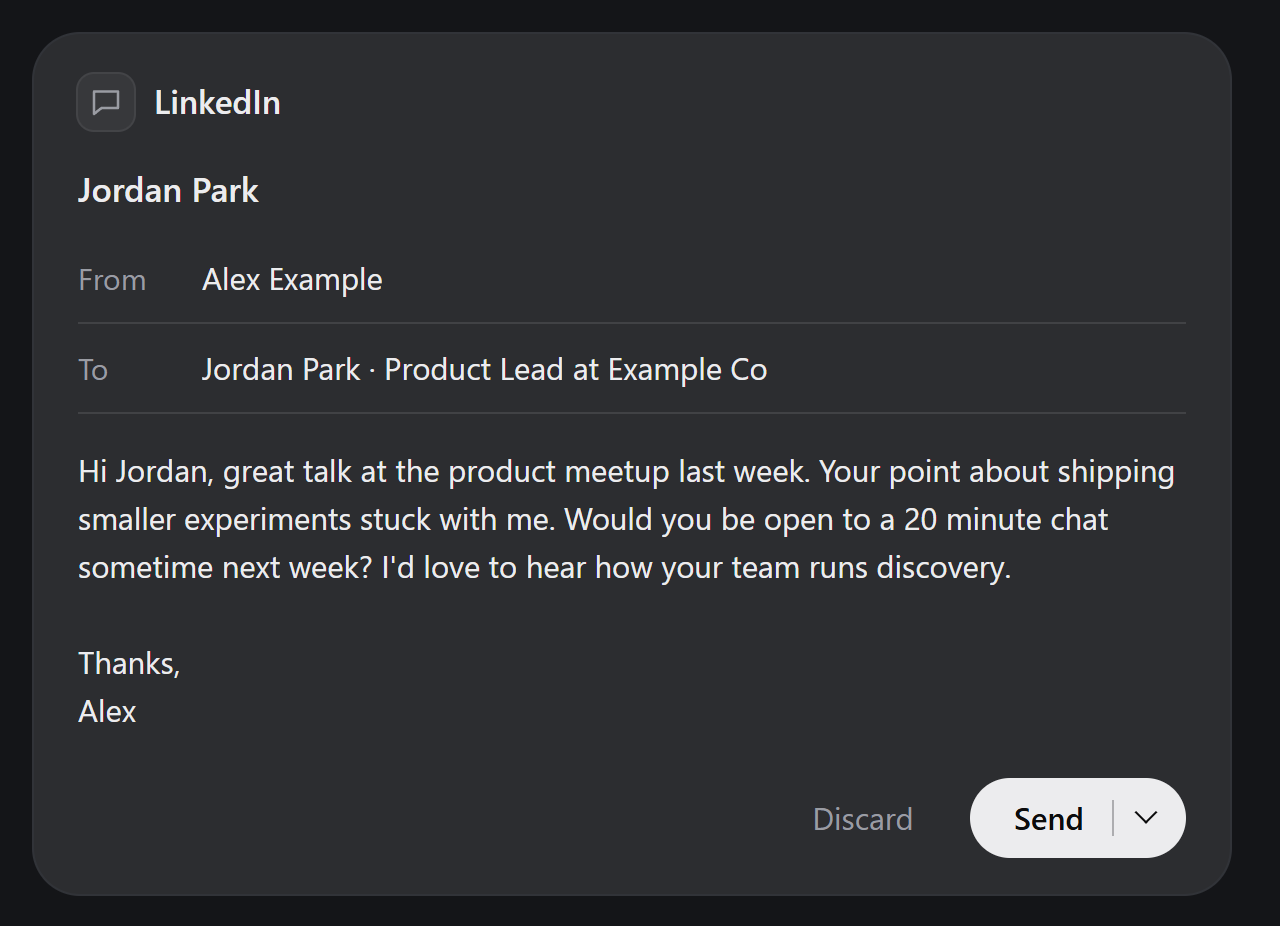 LinkedIn
Jordan Park
From Alex Example
To Jordan Park · Product Lead at Example Co
Hi Jordan, great talk at the product meetup last week. Your point about shipping
smaller experiments stuck with me. Would you be open to a 20 minute chat
sometime next week? I'd love to hear how your team runs discovery.
Thanks,
Alex
Discard Send